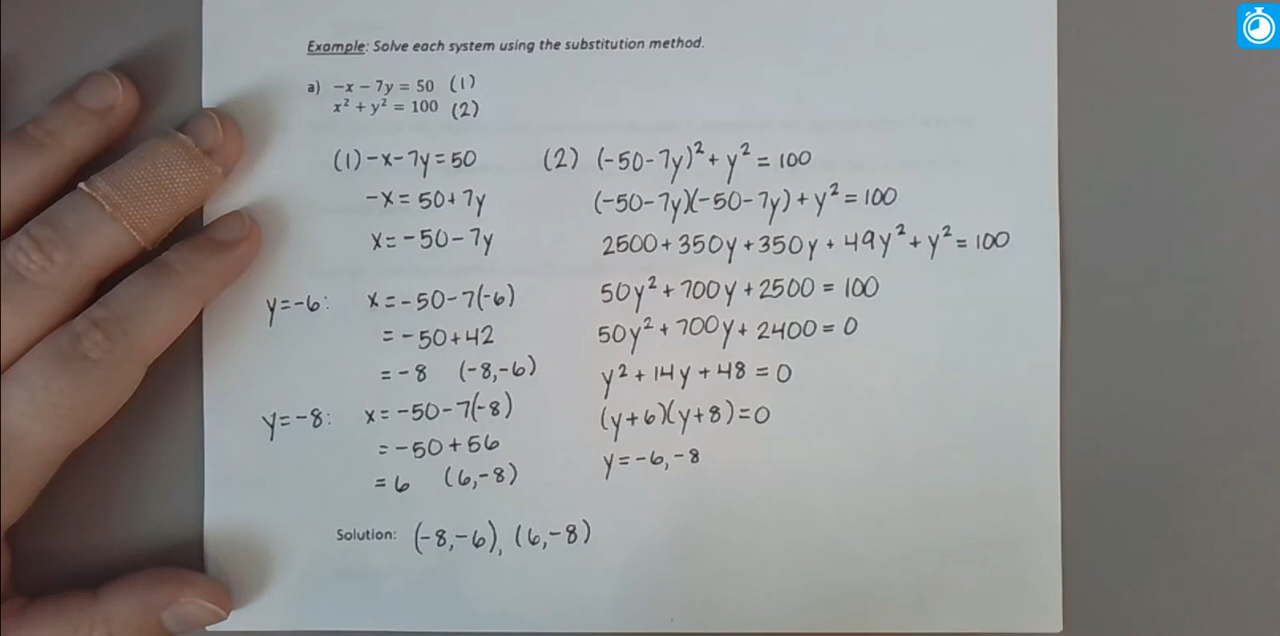 Example: Solve each system using the substitution method.
a) -x - 7y = 50 (1)
x² + y² = 100 (2)
(1) -x-7y=50
-x= 50+7y
x=-50-7y
y=-6: x=-50-7(-6)
=-50+42
=-8 (-8,-6)
y=-8: x=-50-7(-8)
=-50+56
=6 (6,-8)
(2) (-50-7y)²+y²=100
(-50-7y)(-50-7y)+y²=100
2500+350y+350y+49y²+y²=100
50y²+700y+2500=100
50y²+700y+2400=0
y²+14y+48=0
(y+6)(y+8)=0
y=-6,-8
Solution: (-8,-6), (6,-8)